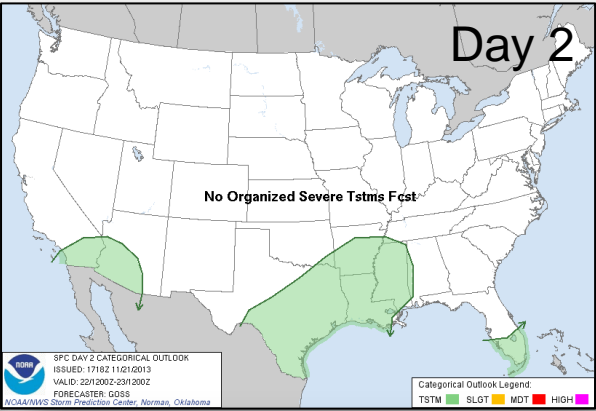 Day 2
No Organized Severe Tstms Fcst
NOAA
SPC DAY 2 CATEGORICAL OUTLOOK
ISSUED: 1718Z 11/21/2013
VALID: 22/1200Z-23/1200Z
FORECASTER: GOSS
NOAA/NWS Storm Prediction Center, Norman, Oklahoma
Categorical Outlook Legend:
TSTM SLGT MDT HIGH